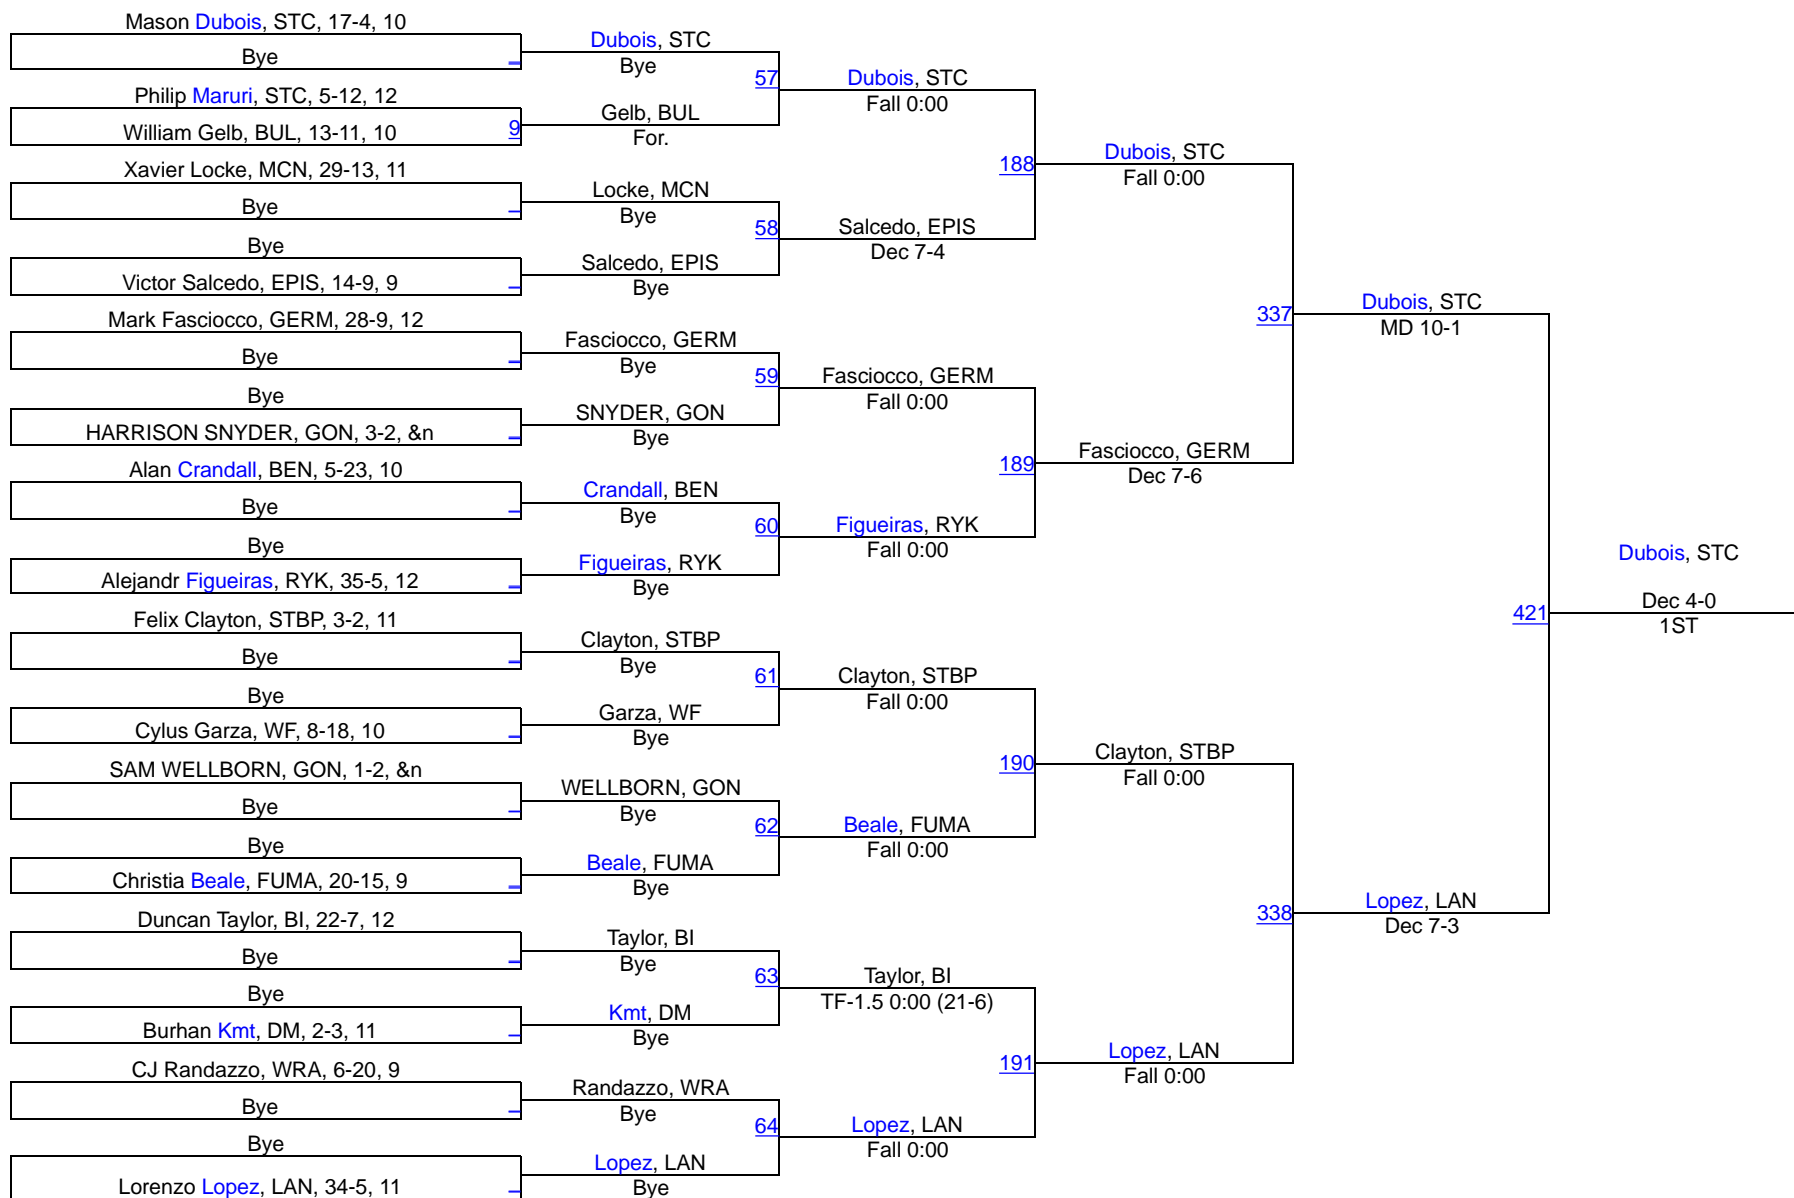 Mason Dubois, STC, 17-4, 10
Bye
Philip Maruri, STC, 5-12, 12
William Gelb, BUL, 13-11, 10
9
Xavier Locke, MCN, 29-13, 11
Bye
Bye
Victor Salcedo, EPIS, 14-9, 9
Mark Fasciocco, GERM, 28-9, 12
Bye
Bye
HARRISON SNYDER, GON, 3-2, &n
Alan Crandall, BEN, 5-23, 10
Bye
Bye
Alejandr Figueiras, RYK, 35-5, 12
Felix Clayton, STBP, 3-2, 11
Bye
Bye
Cylus Garza, WF, 8-18, 10
SAM WELLBORN, GON, 1-2, &n
Bye
Bye
Christia Beale, FUMA, 20-15, 9
Duncan Taylor, BI, 22-7, 12
Bye
Bye
Burhan Kmt, DM, 2-3, 11
CJ Randazzo, WRA, 6-20, 9
Bye
Bye
Lorenzo Lopez, LAN, 34-5, 11
Dubois, STC
Bye
57
Gelb, BUL
For.
Locke, MCN
Bye
58
Salcedo, EPIS
Bye
Fasciocco, GERM
Bye
59
SNYDER, GON
Bye
Crandall, BEN
Bye
60
Figueiras, RYK
Bye
Clayton, STBP
Bye
61
Garza, WF
Bye
WELLBORN, GON
Bye
62
Beale, FUMA
Bye
Taylor, BI
Bye
63
Kmt, DM
Bye
Randazzo, WRA
Bye
64
Lopez, LAN
Bye
Dubois, STC
Fall 0:00
188
Salcedo, EPIS
Dec 7-4
Fasciocco, GERM
Fall 0:00
189
Figueiras, RYK
Fall 0:00
Clayton, STBP
Fall 0:00
190
Beale, FUMA
Fall 0:00
Taylor, BI
TF-1.5 0:00 (21-6)
191
Lopez, LAN
Fall 0:00
Dubois, STC
Fall 0:00
337
Fasciocco, GERM
Dec 7-6
Clayton, STBP
Fall 0:00
338
Lopez, LAN
Fall 0:00
Dubois, STC
MD 10-1
421
Lopez, LAN
Dec 7-3
Dubois, STC
Dec 4-0
1ST